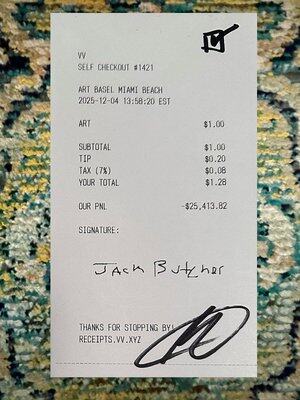 VV
SELF CHECKOUT #1421
ART BASEL MIAMI BEACH
2025-12-04 13:58:20 EST
ART $1.00
SUBTOTAL $1.00
TIP $0.20
TAX (7%) $0.08
YOUR TOTAL $1.28
OUR PNL -$25,413.82
SIGNATURE:
Jack Butcher
THANKS FOR STOPPING BY!
RECEIPTS.VV.XYZ